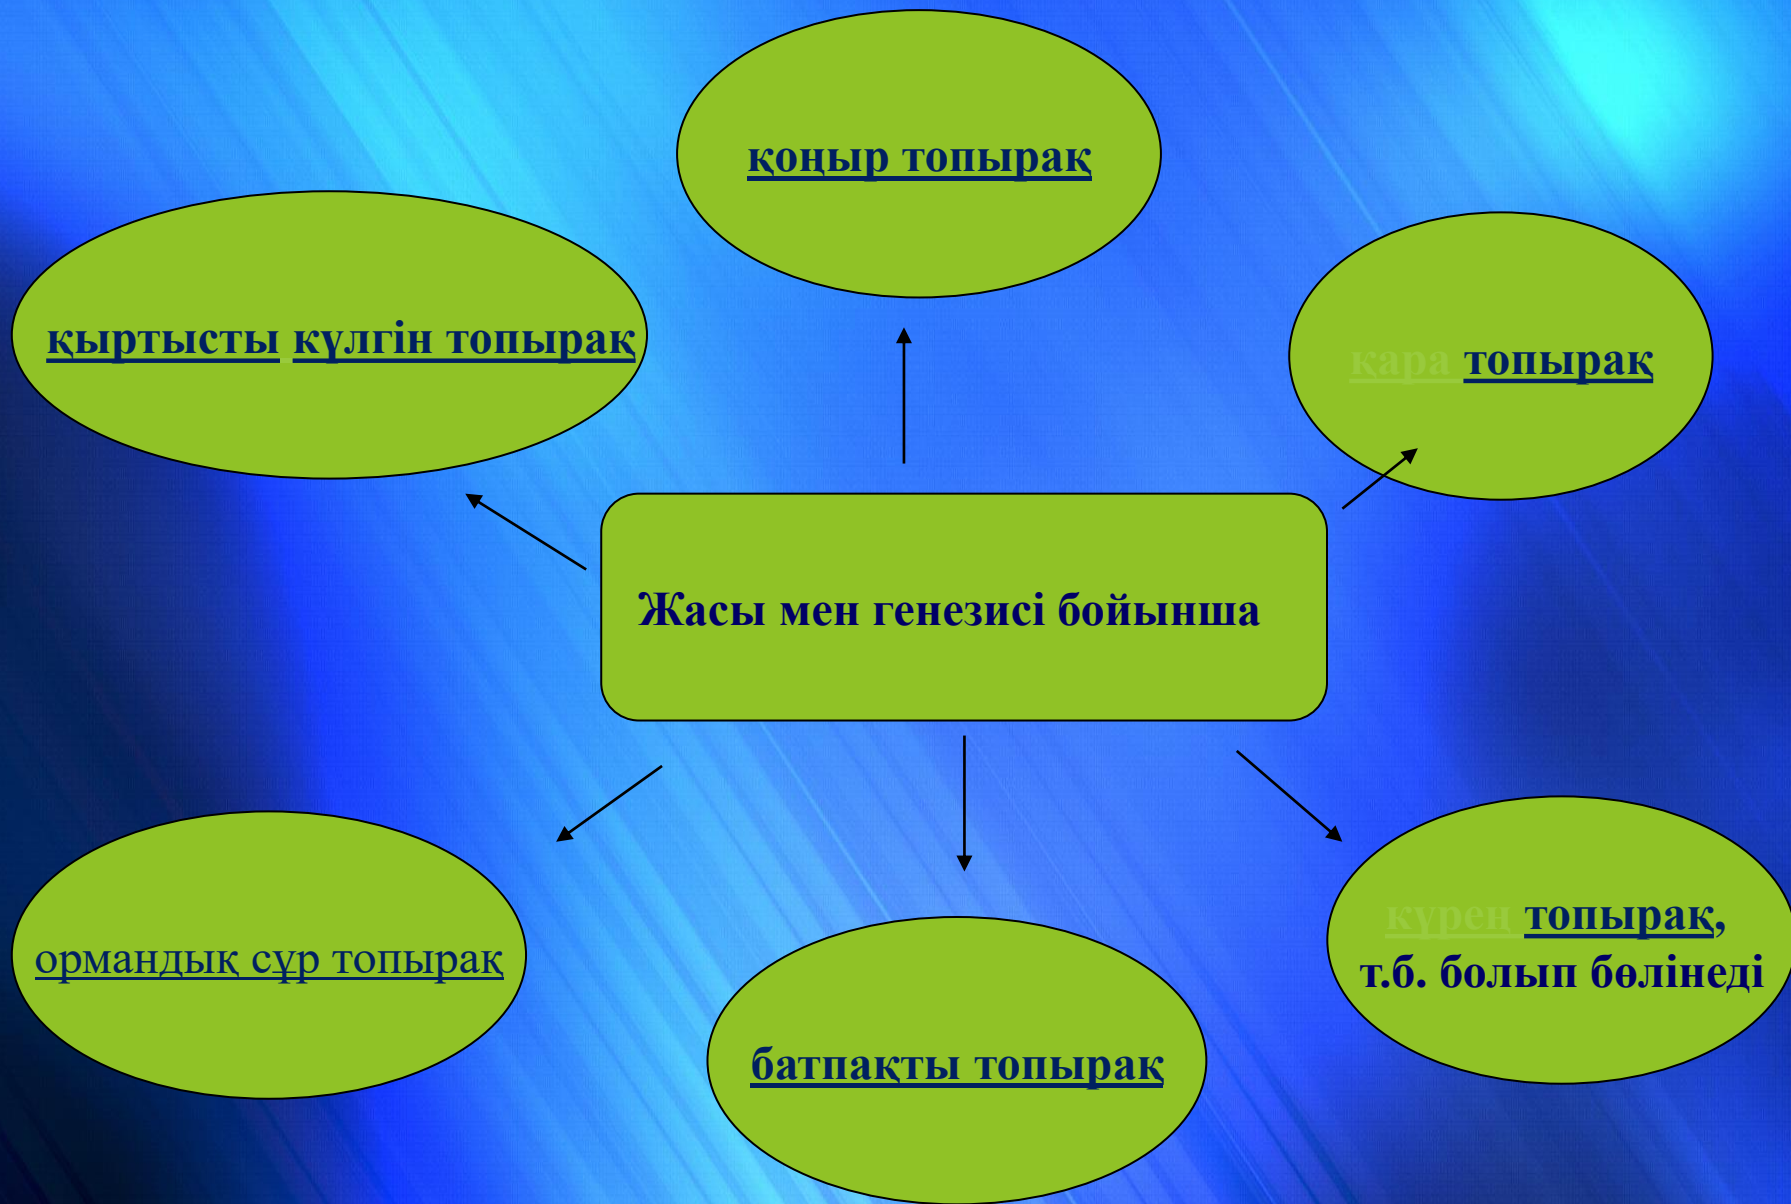 қоңыр топырақ
қыртысты күлгін топырақ
қара топырақ
Жасы мен генезисі бойынша
ормандық сұр топырақ
батпақты топырақ
күрең топырақ,
т.б. болып бөлінеді